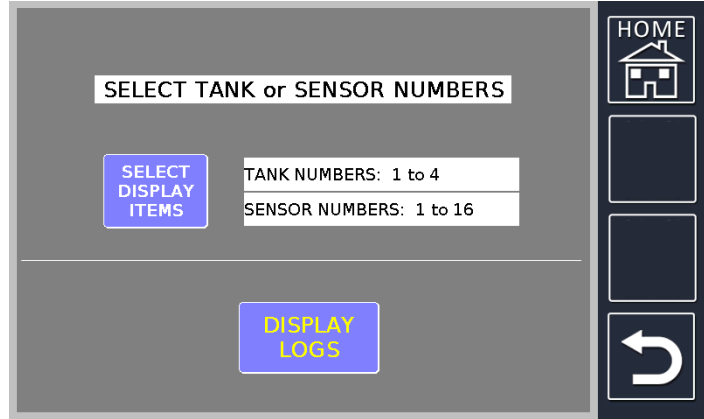 HOME
SELECT TANK or SENSOR NUMBERS
SELECT
DISPLAY
ITEMS
TANK NUMBERS: 1 to 4
SENSOR NUMBERS: 1 to 16
DISPLAY
LOGS